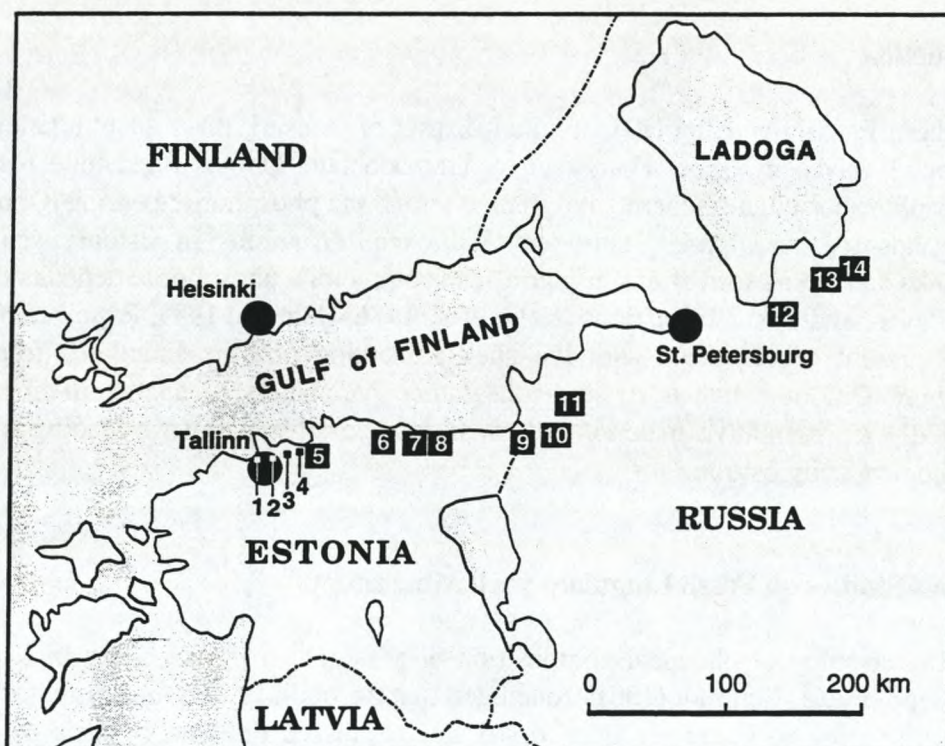 FINLAND
LADOGA
Helsinki
GULF of FINLAND
St. Petersburg
14
13
12
11
Tallinn
5
6
7
8
9
10
1
2
3
4
ESTONIA
RUSSIA
LATVIA
0
100
200 km